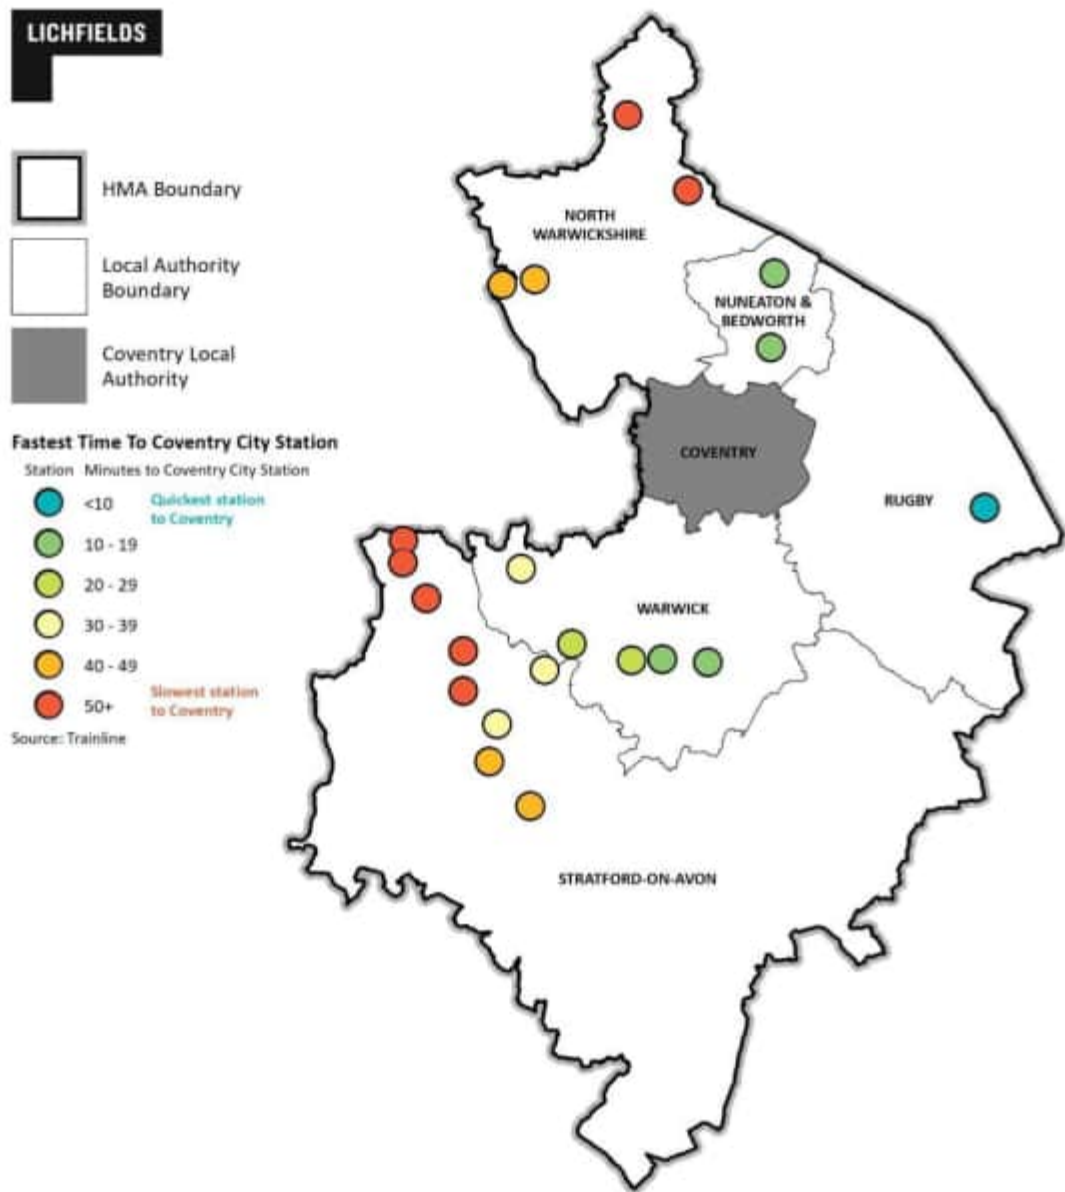 LICHFIELDS
HMA Boundary
Local Authority
Boundary
Coventry Local
Authority
Fastest Time To Coventry City Station
Station Minutes to Coventry City Station
<10 Quickest station
to Coventry
10 - 19
20 - 29
30 - 39
40 - 49
50+ Slowest station
to Coventry
Source: Trainline
NORTH
WARWICKSHIRE
NUNEATON &
BEDWORTH
COVENTRY
RUGBY
WARWICK
STRATFORD-ON-AVON